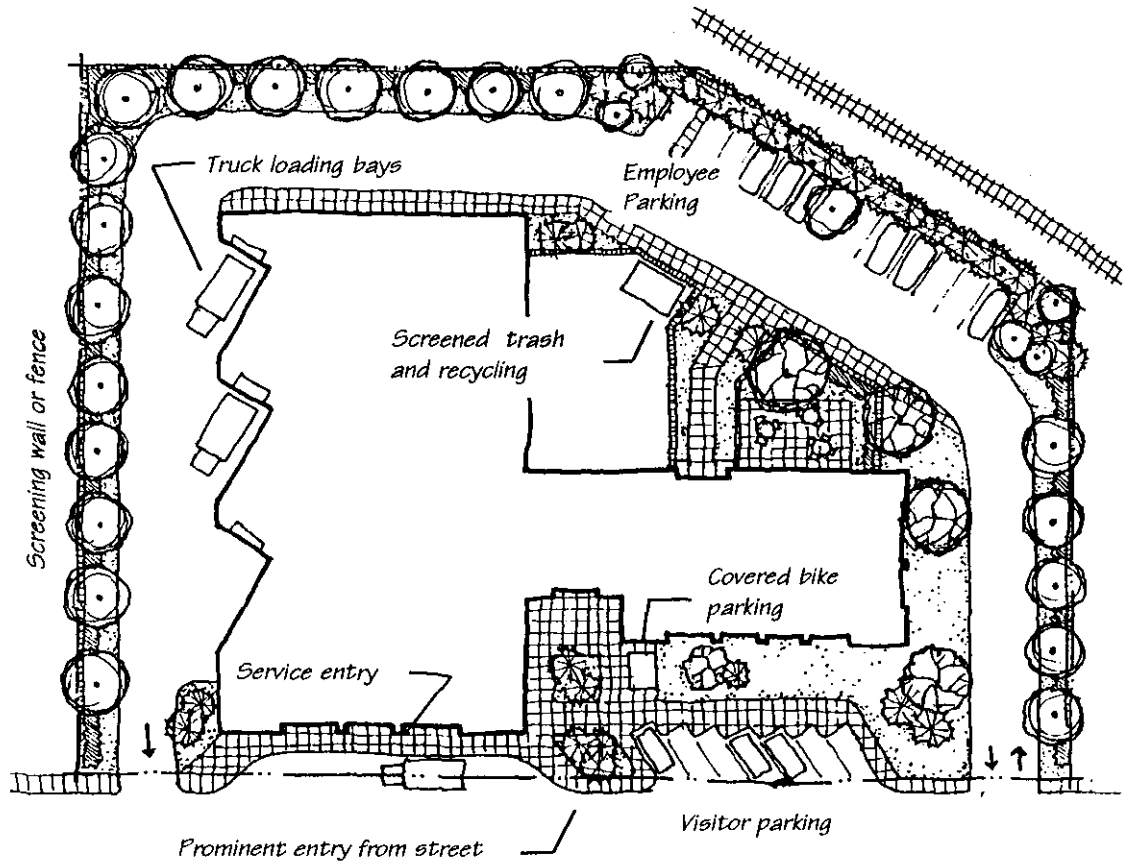 Truck loading bays
Employee
Parking
Screened trash
and recycling
Screening wall or fence
Covered bike
parking
Service entry
Visitor parking
Prominent entry from street